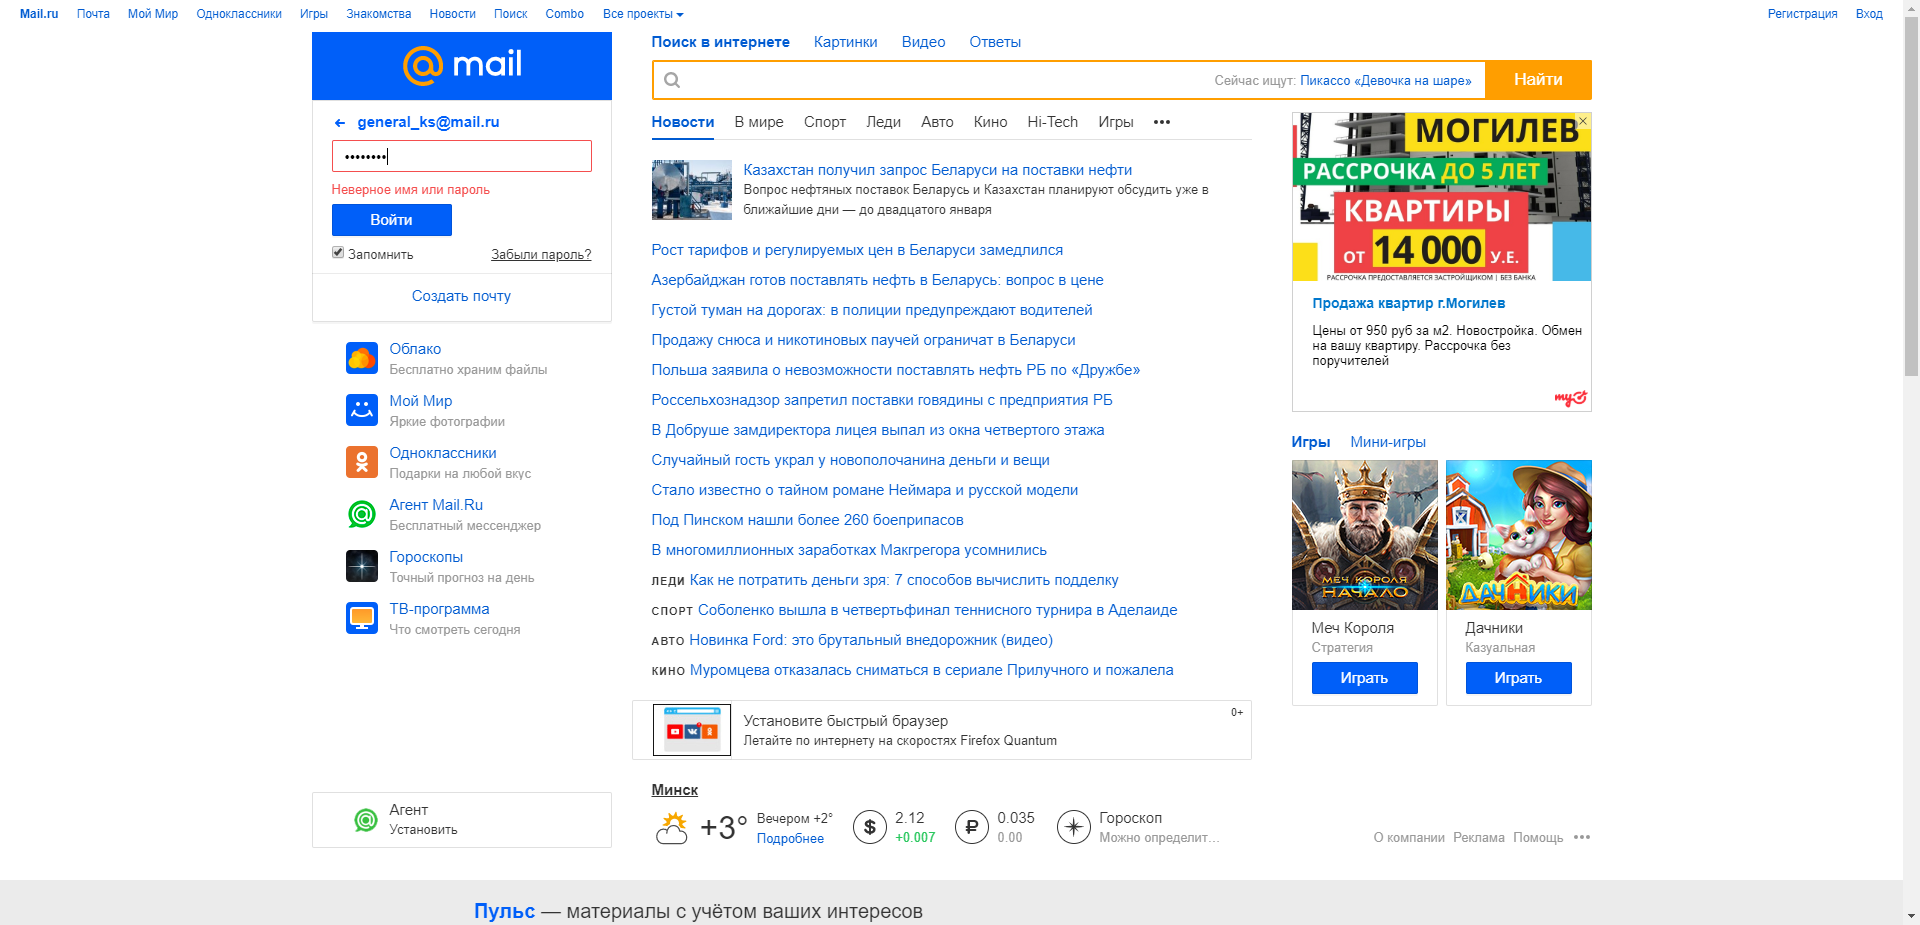 Mail.ru Почта Мой Мир Одноклассники Игры Знакомства Новости Поиск Combo Все проекты Регистрация Вход
@mail
general_ks@mail.ru
••••••••
Неверное имя или пароль
Войти
Запомнить Забыли пароль?
Создать почту
Облако
Бесплатно храним файлы
Мой Мир
Яркие фотографии
Одноклассники
Подарки на любой вкус
Агент Mail.Ru
Бесплатный мессенджер
Гороскопы
Точный прогноз на день
ТВ-программа
Что смотреть сегодня
Агент
Установить
Поиск в интернете Картинки Видео Ответы
Сейчас ищут: Пикассо «Девочка на шаре» Найти
Новости В мире Спорт Леди Авто Кино Hi-Tech Игры •••
Казахстан получил запрос Беларуси на поставки нефти
Вопрос нефтяных поставок Беларусь и Казахстан планируют обсудить уже в
ближайшие дни — до двадцатого января
Рост тарифов и регулируемых цен в Беларуси замедлился
Азербайджан готов поставлять нефть в Беларусь: вопрос в цене
Густой туман на дорогах: в полиции предупреждают водителей
Продажу снюса и никотиновых паучей ограничат в Беларуси
Польша заявила о невозможности поставлять нефть РБ по «Дружбе»
Россельхознадзор запретил поставки говядины с предприятия РБ
В Добруше замдиректора лицея выпал из окна четвертого этажа
Случайный гость украл у новополочанина деньги и вещи
Стало известно о тайном романе Неймара и русской модели
Под Пинском нашли более 260 боеприпасов
В многомиллионных заработках Макгрегора усомнились
ЛЕДИ Как не потратить деньги зря: 7 способов вычислить подделку
СПОРТ Соболенко вышла в четвертьфинал теннисного турнира в Аделаиде
АВТО Новинка Ford: это брутальный внедорожник (видео)
КИНО Муромцева отказалась сниматься в сериале Прилучного и пожалела
Установите быстрый браузер 0+
Летайте по интернету на скоростях Firefox Quantum
Минск
+3° Вечером +2° $ 2.12 ₽ 0.035 Гороскоп
Подробнее +0.007 0.00 Можно определит...
МОГИЛЕВ
РАССРОЧКА ДО 5 ЛЕТ
КВАРТИРЫ
ОТ 14 000 У.Е.
РАССРОЧКА ПРЕДОСТАВЛЯЕТСЯ ЗАСТРОЙЩИКОМ | БЕЗ БАНКА
Продажа квартир г.Могилев
Цены от 950 руб за м2. Новостройка. Обмен
на вашу квартиру. Рассрочка без
поручителей
Игры Мини-игры
МЕЧ КОРОЛЯ
НАЧАЛО
ДАЧНИКИ
Меч Короля Дачники
Стратегия Казуальная
Играть Играть
О компании Реклама Помощь •••
Пульс — материалы с учётом ваших интересов